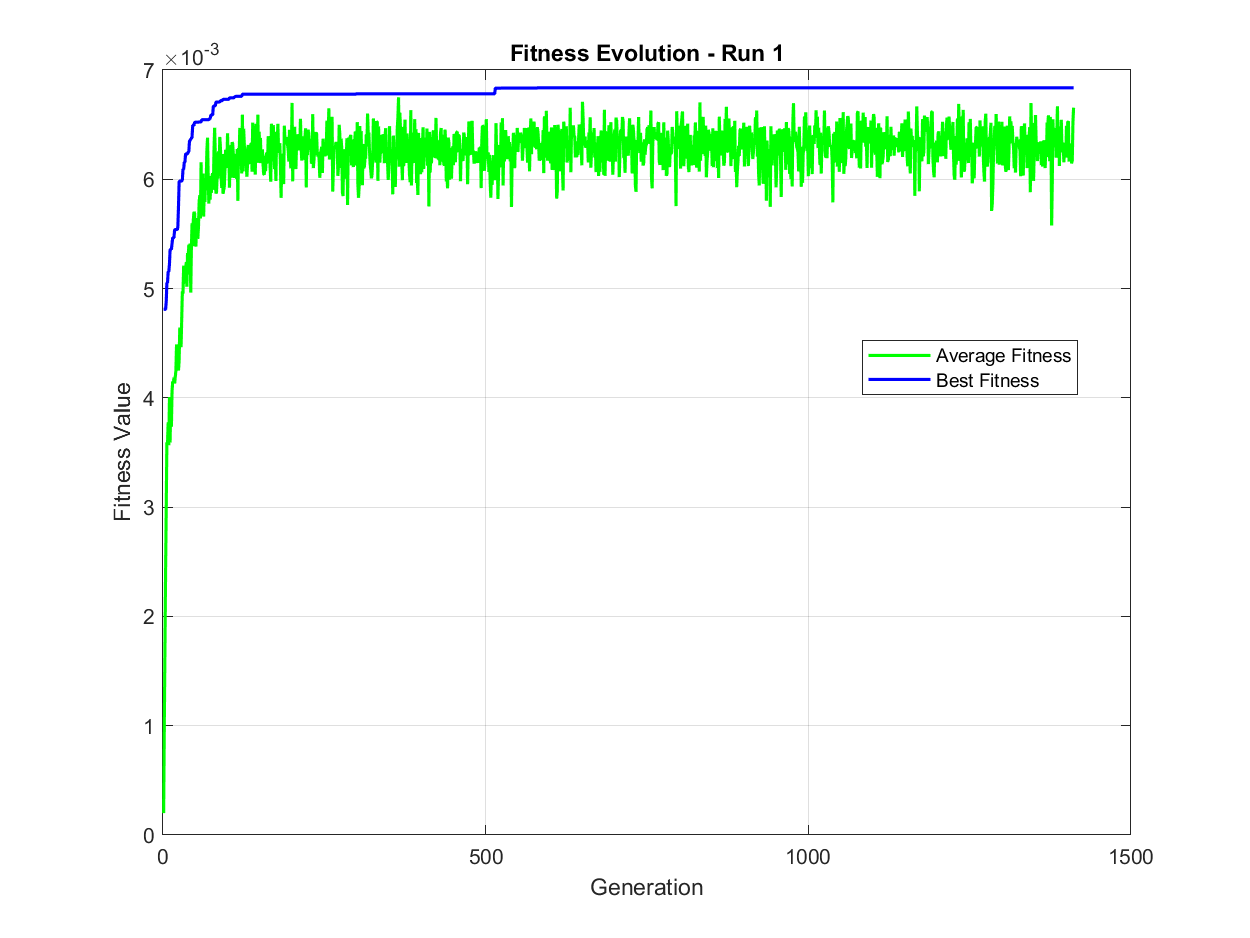 Fitness Evolution - Run 1
×10-3
7
6
5
4
3
2
1
0
Fitness Value
0 500 1000 1500
Generation
Average Fitness
Best Fitness